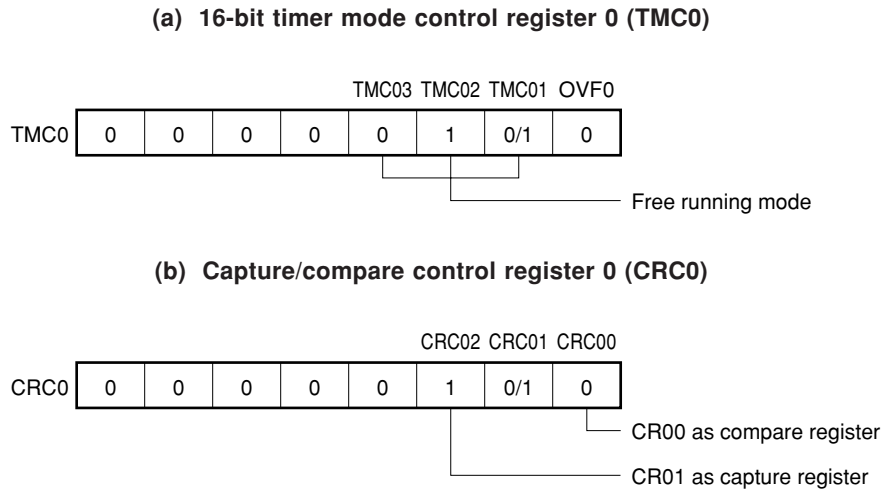 (a) 16-bit timer mode control register 0 (TMC0)
TMC03 TMC02 TMC01 OVF0
TMC0 0 0 0 0 0 1 0/1 0
Free running mode
(b) Capture/compare control register 0 (CRC0)
CRC02 CRC01 CRC00
CRC0 0 0 0 0 0 1 0/1 0
CR00 as compare register
CR01 as capture register